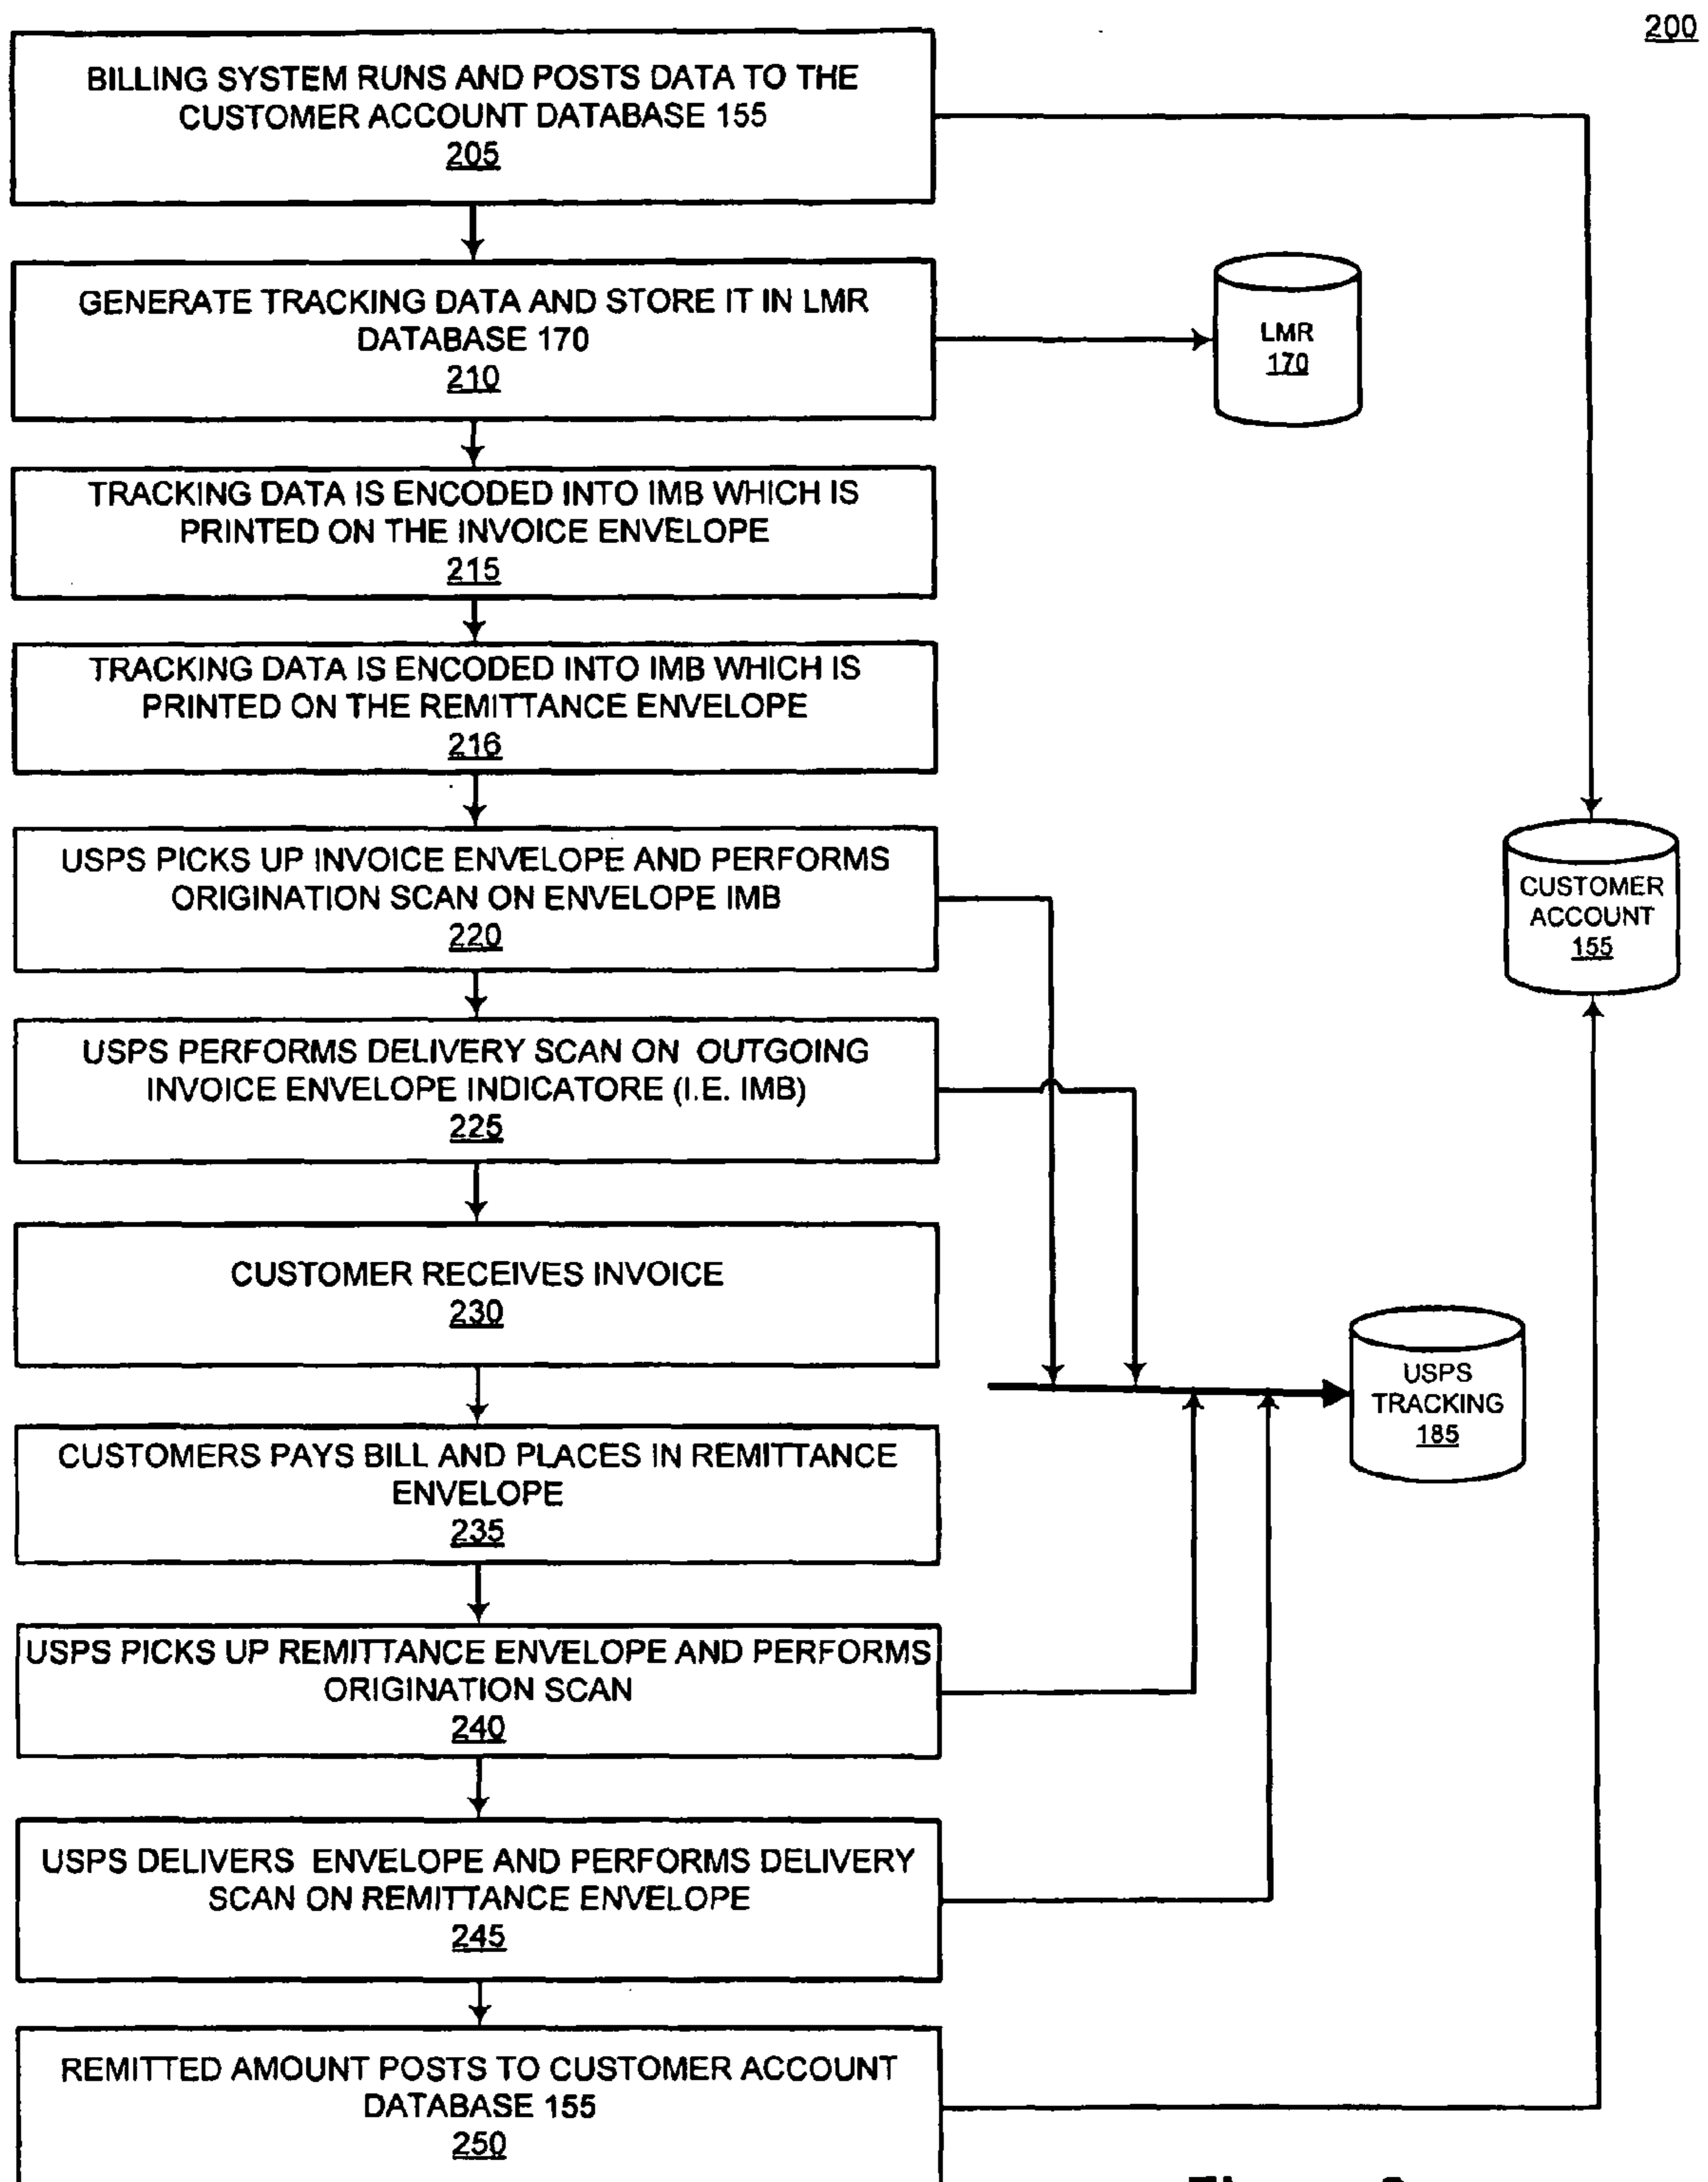 200
BILLING SYSTEM RUNS AND POSTS DATA TO THE
CUSTOMER ACCOUNT DATABASE 155
205
GENERATE TRACKING DATA AND STORE IT IN LMR
DATABASE 170
210
LMR
170
TRACKING DATA IS ENCODED INTO IMB WHICH IS
PRINTED ON THE INVOICE ENVELOPE
215
TRACKING DATA IS ENCODED INTO IMB WHICH IS
PRINTED ON THE REMITTANCE ENVELOPE
216
USPS PICKS UP INVOICE ENVELOPE AND PERFORMS
ORIGINATION SCAN ON ENVELOPE IMB
220
CUSTOMER
ACCOUNT
155
USPS PERFORMS DELIVERY SCAN ON OUTGOING
INVOICE ENVELOPE INDICATORE (I.E. IMB)
225
CUSTOMER RECEIVES INVOICE
230
USPS
TRACKING
185
CUSTOMERS PAYS BILL AND PLACES IN REMITTANCE
ENVELOPE
235
USPS PICKS UP REMITTANCE ENVELOPE AND PERFORMS
ORIGINATION SCAN
240
USPS DELIVERS ENVELOPE AND PERFORMS DELIVERY
SCAN ON REMITTANCE ENVELOPE
245
REMITTED AMOUNT POSTS TO CUSTOMER ACCOUNT
DATABASE 155
250